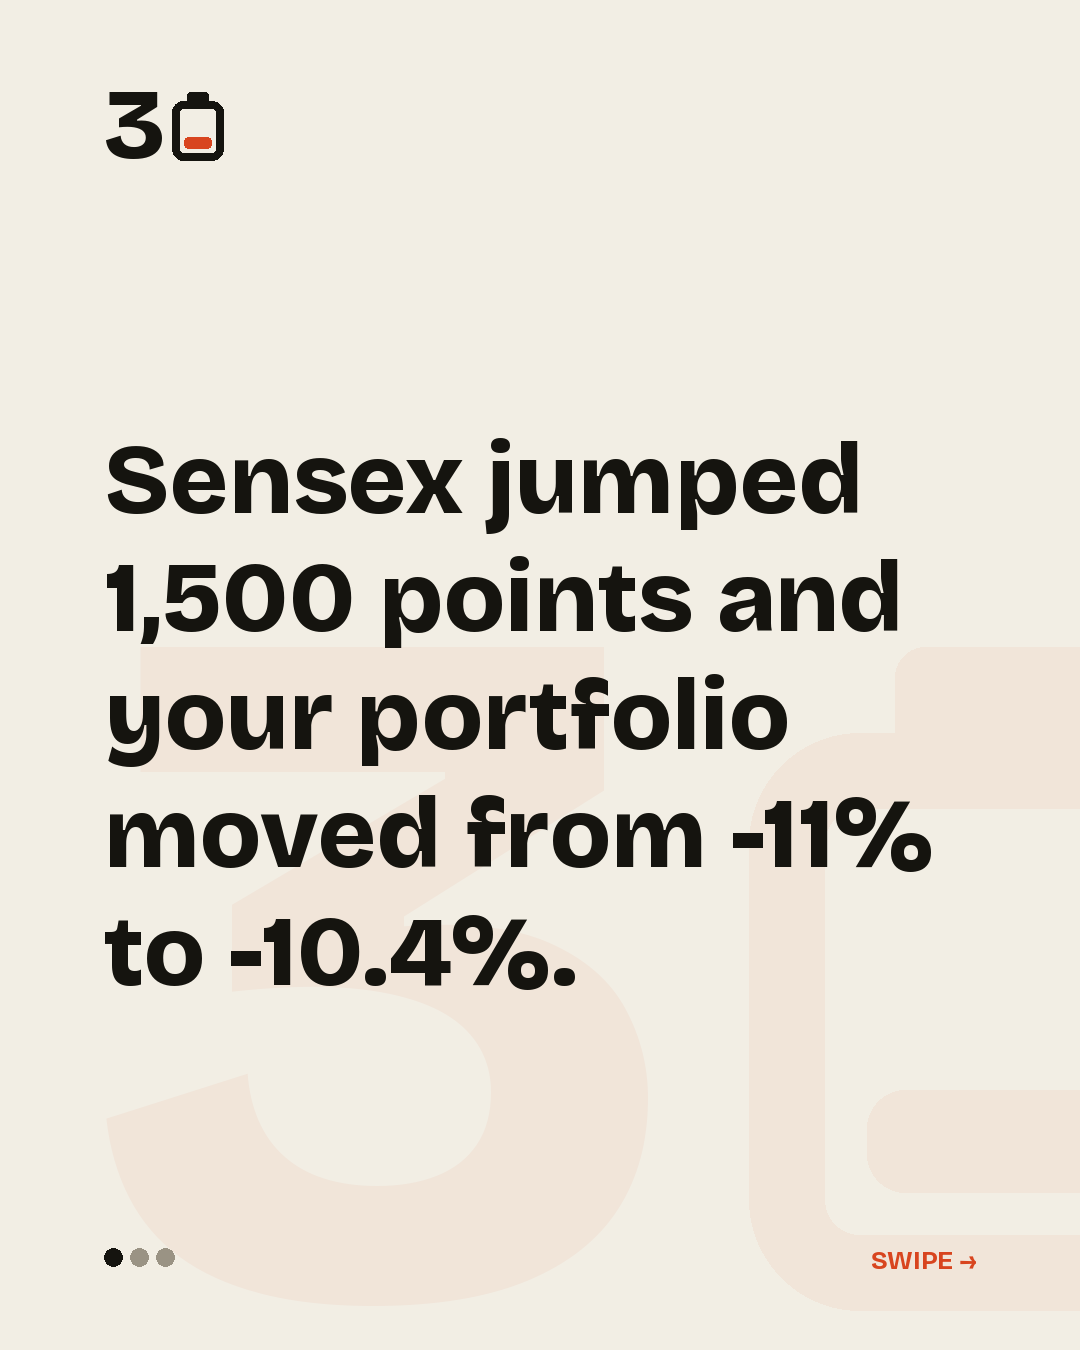 3
Sensex jumped
1,500 points and
your portfolio
moved from -11%
to -10.4%.
SWIPE →